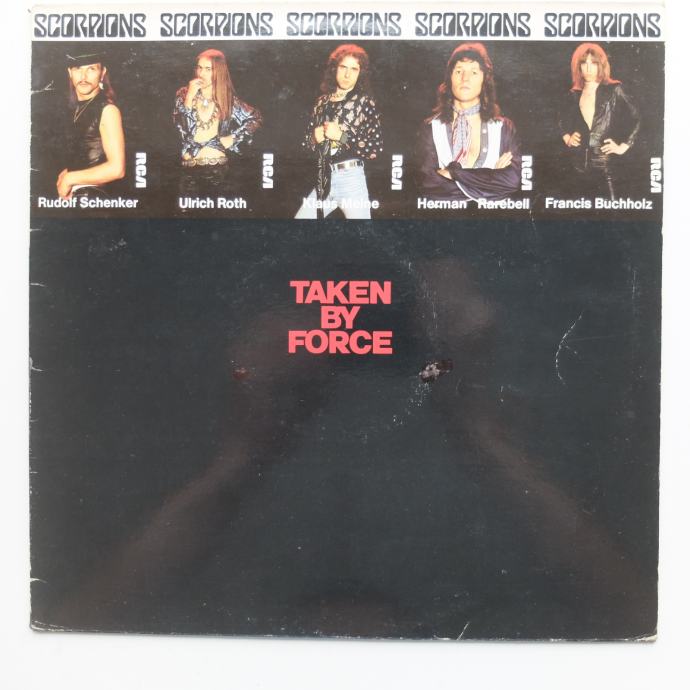 SCORPIONS SCORPIONS SCORPIONS SCORPIONS SCORPIONS
RCA RCA RCA RCA RCA
Rudolf Schenker Ulrich Roth Klaus Meine Herman Rarebell Francis Buchholz
TAKEN
BY
FORCE